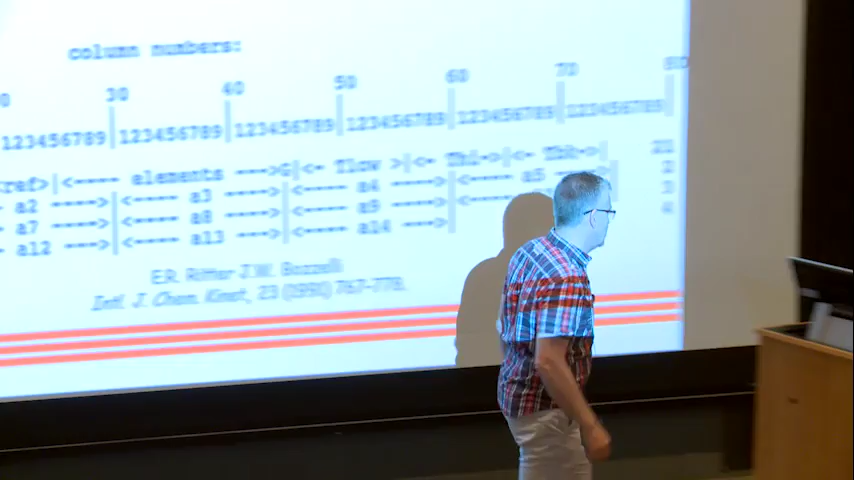 column numbers:
0 30 40 50 60 70 80
123456789 123456789 123456789 123456789 123456789 123456789
ref>|<---- elements --->G|<- Tlow >|<- Thi->|<- Tbk->| 21
- a2 ---->|<---- a3 ---->|<---- a4 ---->|<---- a5 2
- a7 ---->|<---- a8 ---->|<---- a9 ---->| 3
- a12 ---->|<---- a13 ---->|<---- a14 ---->| 4
E.R. Ritter J.W. Bozzelli
Intl. J. Chem. Kinet, 23 (1991) 767-778.